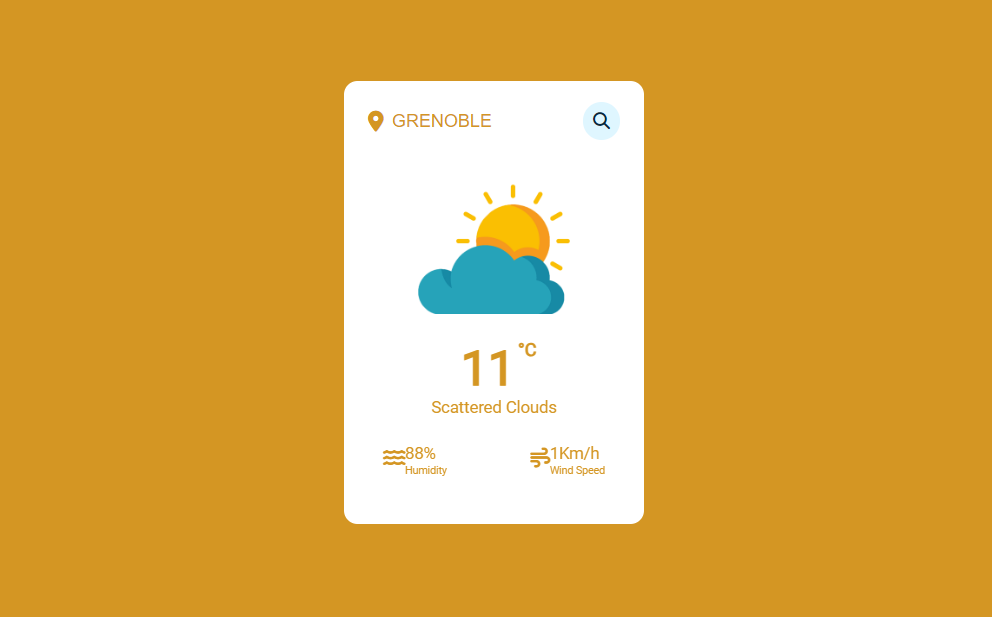 GRENOBLE
11 °C
Scattered Clouds
88%
Humidity
1Km/h
Wind Speed